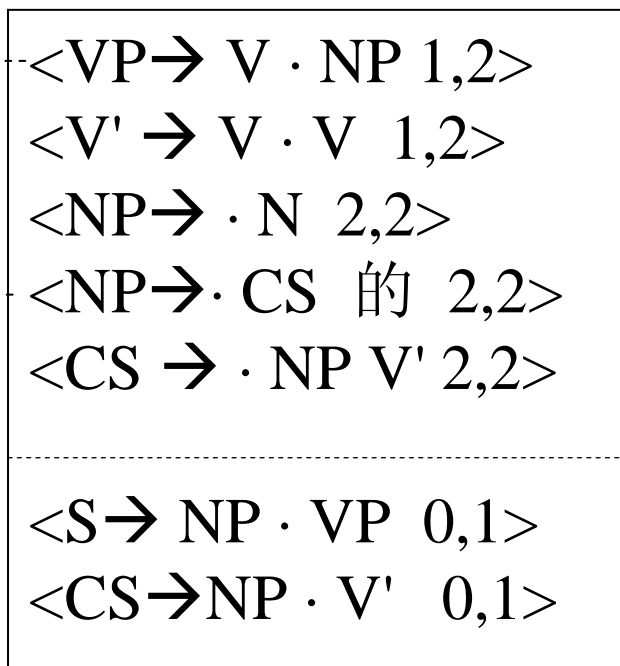 <VP→ V · NP 1,2>
<V' → V · V 1,2>
<NP→ · N 2,2>
<NP→· CS 的 2,2>
<CS → · NP V' 2,2>
<S→ NP · VP 0,1>
<CS→NP · V' 0,1>